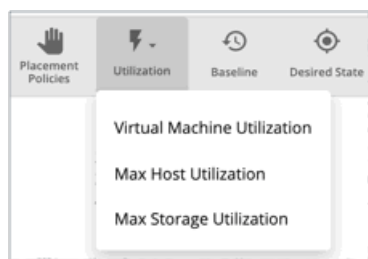 Placement
Policies
Utilization
Baseline
Desired State
Virtual Machine Utilization
Max Host Utilization
Max Storage Utilization